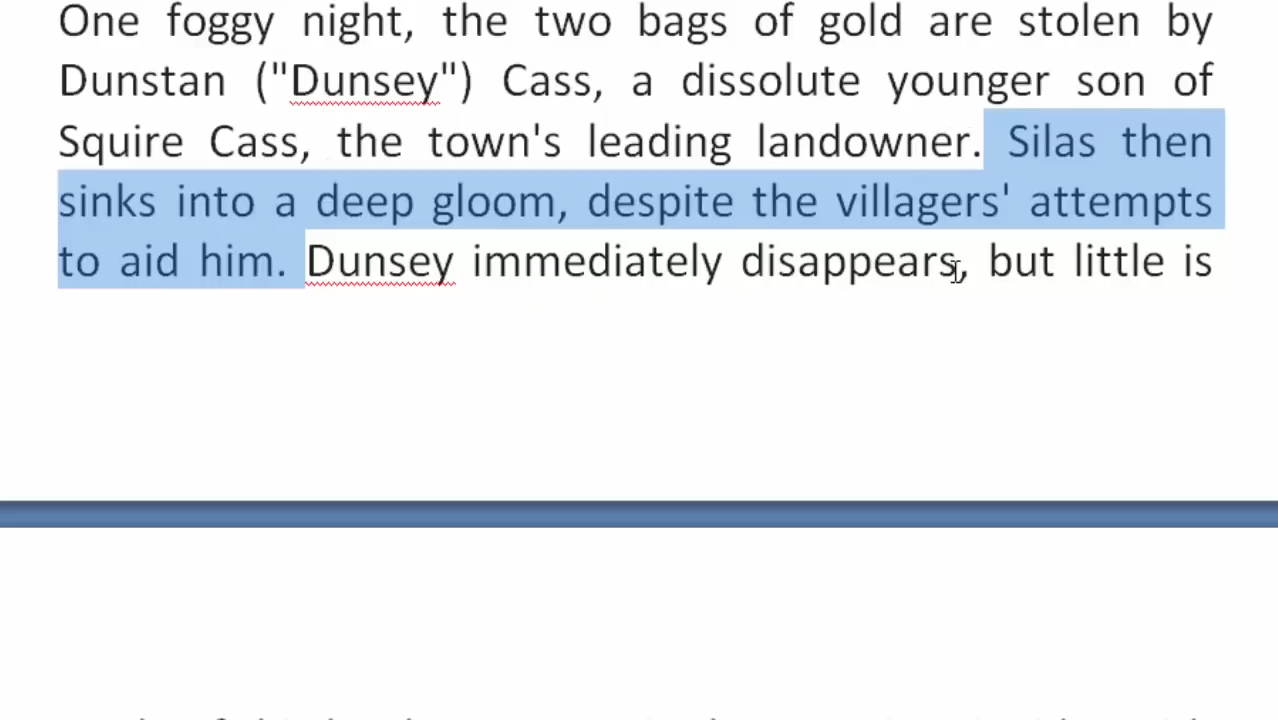 One foggy night, the two bags of gold are stolen by
Dunstan ("Dunsey") Cass, a dissolute younger son of
Squire Cass, the town's leading landowner. Silas then
sinks into a deep gloom, despite the villagers' attempts
to aid him. Dunsey immediately disappears, but little is